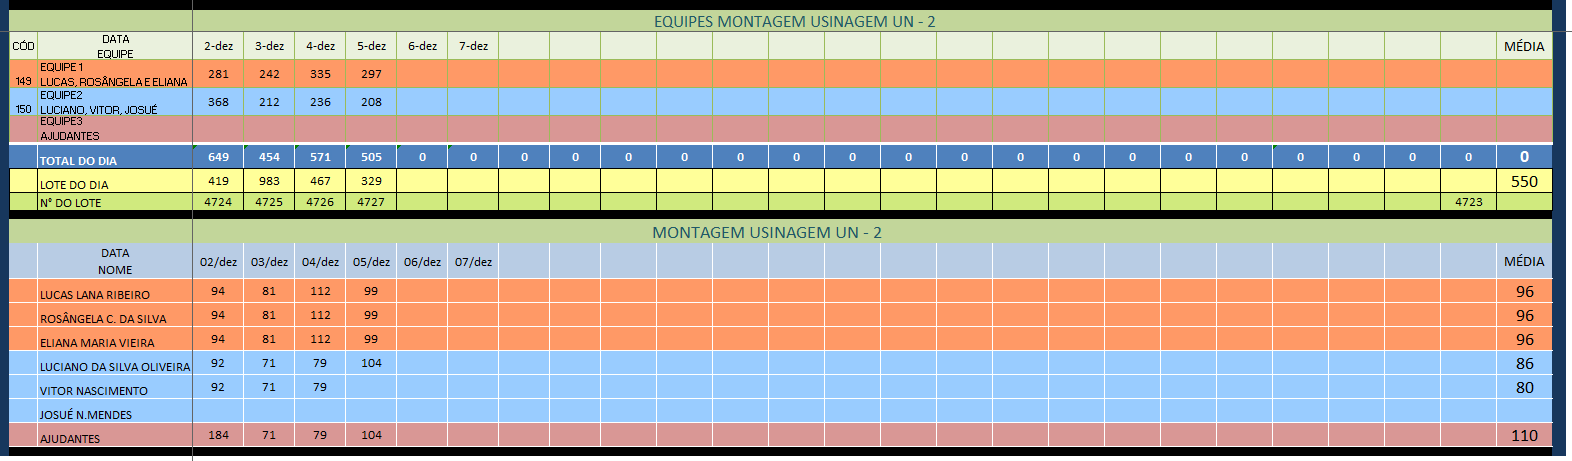 EQUIPES MONTAGEM USINAGEM UN - 2
CÓD DATA EQUIPE 2-dez 3-dez 4-dez 5-dez 6-dez 7-dez MÉDIA
EQUIPE 1
149 LUCAS, ROSÂNGELA E ELIANA 281 242 335 297
EQUIPE2
150 LUCIANO, VITOR, JOSUÉ 368 212 236 208
EQUIPE3
AJUDANTES
TOTAL DO DIA 649 454 571 505 0 0 0 0 0 0 0 0 0 0 0 0 0 0 0 0 0 0 0 0 0
LOTE DO DIA 419 983 467 329 550
N° DO LOTE 4724 4725 4726 4727 4723
MONTAGEM USINAGEM UN - 2
DATA NOME 02/dez 03/dez 04/dez 05/dez 06/dez 07/dez MÉDIA
LUCAS LANA RIBEIRO 94 81 112 99 96
ROSÂNGELA C. DA SILVA 94 81 112 99 96
ELIANA MARIA VIEIRA 94 81 112 99 96
LUCIANO DA SILVA OLIVEIRA 92 71 79 104 86
VITOR NASCIMENTO 92 71 79 80
JOSUÉ N.MENDES
AJUDANTES 184 71 79 104 110